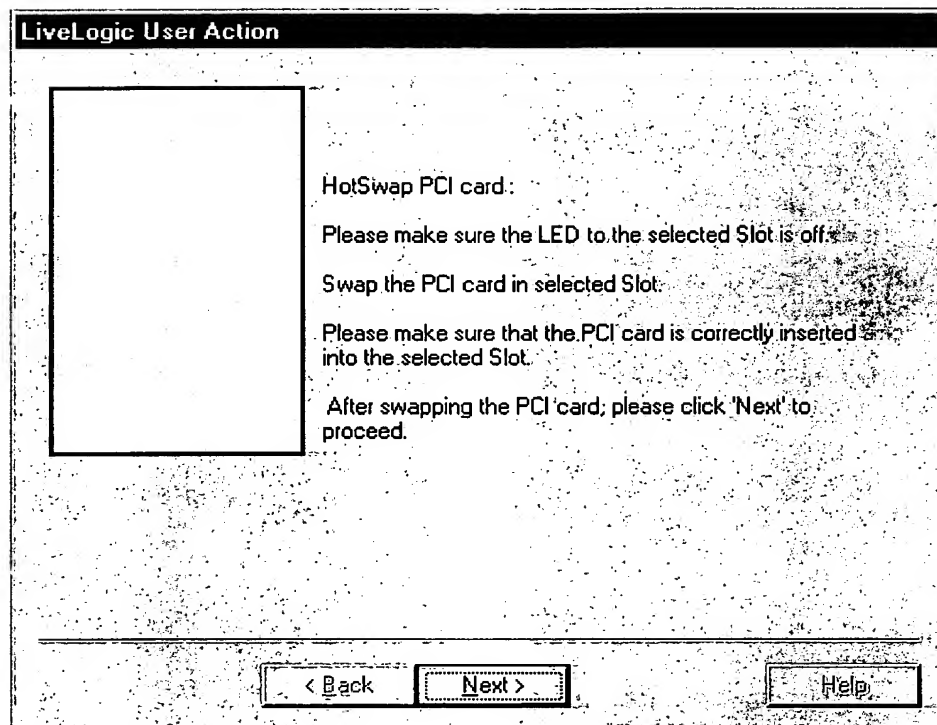 LiveLogic User Action
HotSwap PCI card :
Please make sure the LED to the selected Slot is off.
Swap the PCI card in selected Slot.
Please make sure that the PCI card is correctly inserted
into the selected Slot.
After swapping the PCI card, please click 'Next' to
proceed.
< Back
Next >
Help